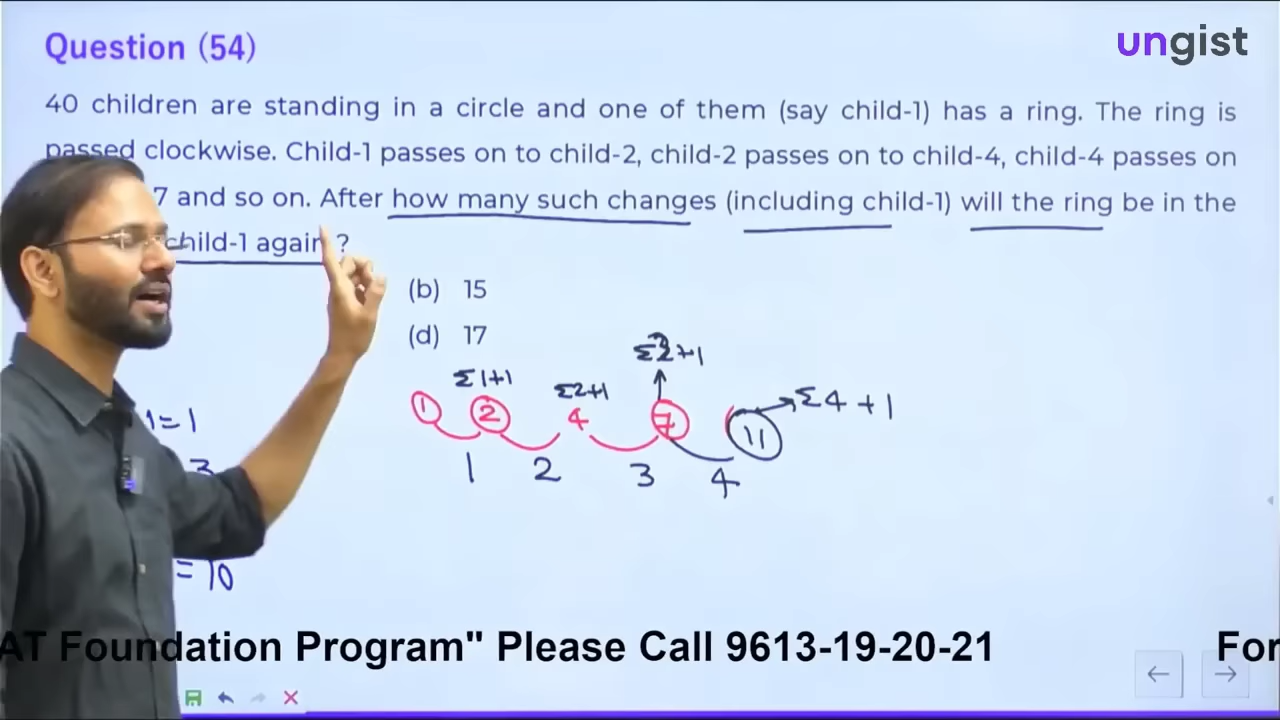 Question (54)
ungist
40 children are standing in a circle and one of them (say child-1) has a ring. The ring is
passed clockwise. Child-1 passes on to child-2, child-2 passes on to child-4, child-4 passes on
7 and so on. After how many such changes (including child-1) will the ring be in the
child-1 again ?
(b) 15
(d) 17
Σ1+1
Σ2+1
Σ3+1
Σ4+1
1 2 4 7 11
1 2 3 4
1=1
3
=10
AT Foundation Program" Please Call 9613-19-20-21
For